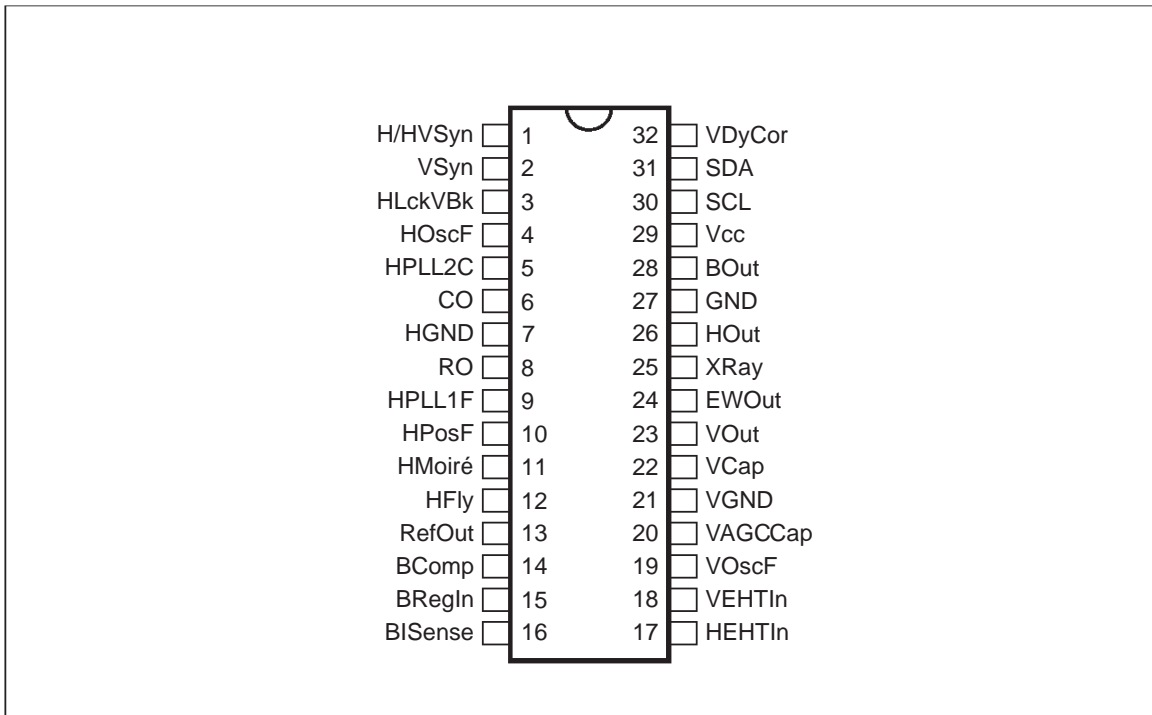 H/HVSyn 1 32 VDyCor
VSyn 2 31 SDA
HLckVBk 3 30 SCL
HOscF 4 29 Vcc
HPLL2C 5 28 BOut
CO 6 27 GND
HGND 7 26 HOut
RO 8 25 XRay
HPLL1F 9 24 EWOut
HPosF 10 23 VOut
HMoiré 11 22 VCap
HFly 12 21 VGND
RefOut 13 20 VAGCCap
BComp 14 19 VOscF
BRegIn 15 18 VEHTIn
BISense 16 17 HEHTIn